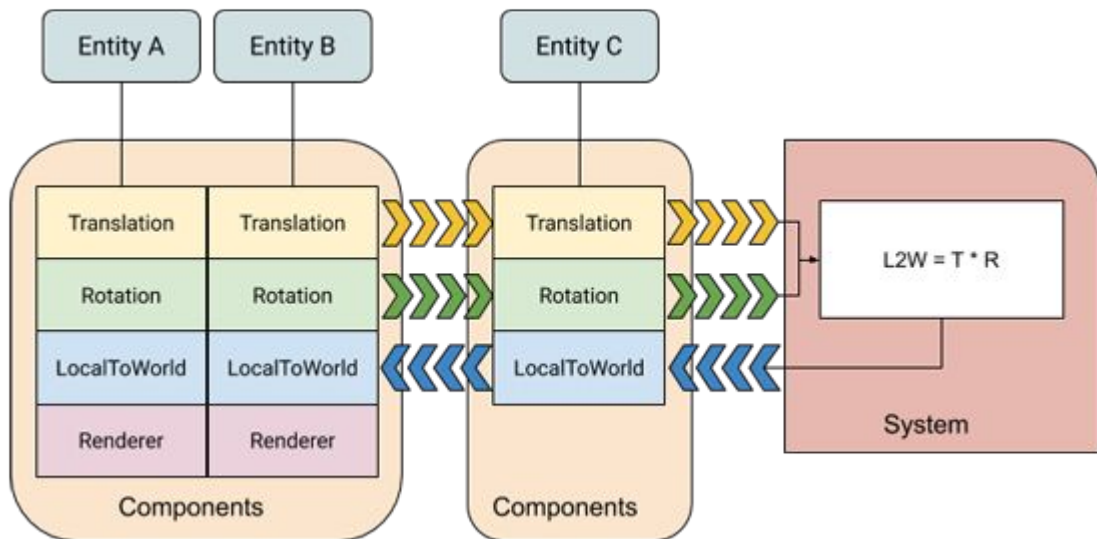 Entity A
Entity B
Entity C
Translation
Translation
Translation
L2W = T * R
Rotation
Rotation
Rotation
LocalToWorld
LocalToWorld
LocalToWorld
System
Renderer
Renderer
Components
Components